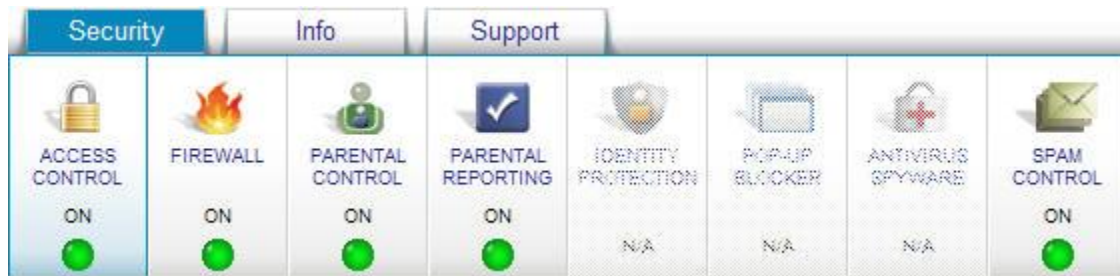 Security Info Support
ACCESS CONTROL
ON
FIREWALL
ON
PARENTAL CONTROL
ON
PARENTAL REPORTING
ON
IDENTITY PROTECTION
N/A
POP-UP BLOCKER
N/A
ANTIVIRUS SPYWARE
N/A
SPAM CONTROL
ON